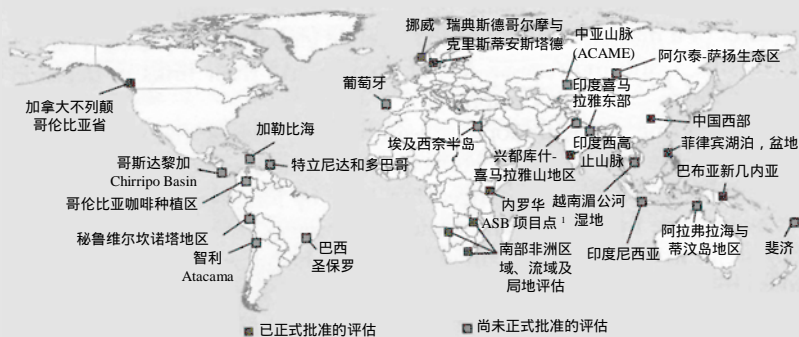 挪威
瑞典斯德哥尔摩与
克里斯蒂安斯塔德
中亚山脉
(ACAME)
阿尔泰-萨扬生态区
葡萄牙
印度喜马
拉雅东部
加拿大不列颠
哥伦比亚省
加勒比海
埃及西奈半岛
兴都库什-
喜马拉雅山地区
印度西高
止山脉
中国西部
菲律宾湖泊，盆地
哥斯达黎加
Chirripo Basin
特立尼达和多巴哥
巴布亚新几内亚
哥伦比亚咖啡种植区
内罗华
越南湄公河
湿地
ASB 项目点 1
秘鲁维尔坎诺塔地区
智利
Atacama
巴西
圣保罗
南部非洲区
域、流域及
局地评估
印度尼西亚
阿拉弗拉海与
蒂汶岛地区
斐济
已正式批准的评估
尚未正式批准的评估